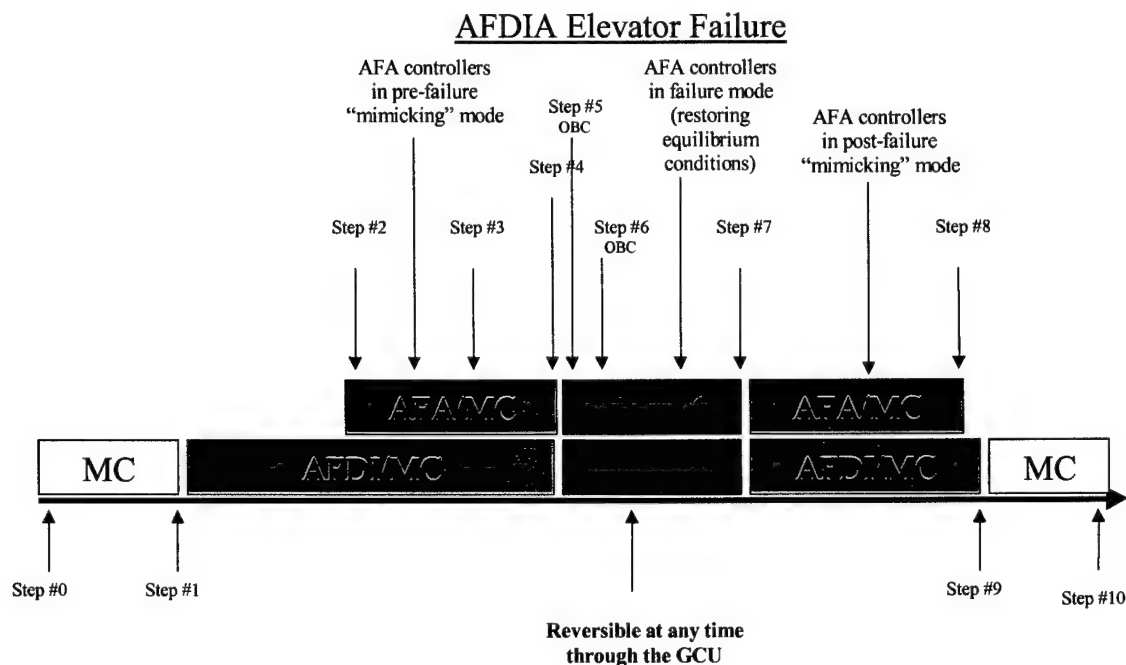 AFDIA Elevator Failure
AFA controllers
in pre-failure
“mimicking” mode
Step #5
OBC
AFA controllers
in failure mode
(restoring
equilibrium
conditions)
AFA controllers
in post-failure
“mimicking” mode
Step #4
Step #2
Step #3
Step #6
OBC
Step #7
Step #8
AFA/MC
AFA/MC
MC
AFDI/MC
AFDI/MC
MC
Step #0
Step #1
Step #9
Step #10
Reversible at any time
through the GCU